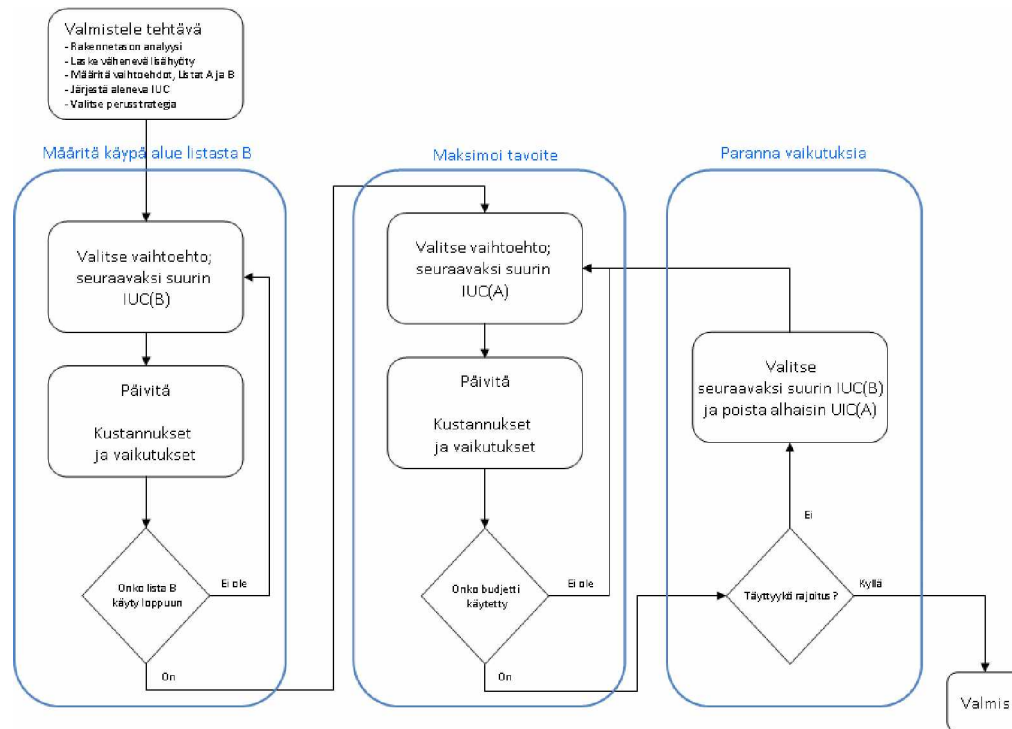 Valmistele tehtävä
- Rakennetason analyysi
- Laske vähenevä lisähyöty
- Määritä vaihtoehdot, Listat A ja B
- Järjestä aleneva IUC
- Valitse perusstrategia
Määritä käypä alue listasta B
Valitse vaihtoehto;
seuraavaksi suurin
IUC(B)
Päivitä
Kustannukset
ja vaikutukset
Onko lista B
käyty loppuun
Ei ole
On
Maksimoi tavoite
Valitse vaihtoehto;
seuraavaksi suurin
IUC(A)
Päivitä
Kustannukset
ja vaikutukset
Onko budjetti
käytetty
Ei ole
On
Paranna vaikutuksia
Valitse
seuraavaksi suurin IUC(B)
ja poista alhaisin UIC(A)
Ei
Täyttyykö rajoitus ?
Kyllä
Valmis